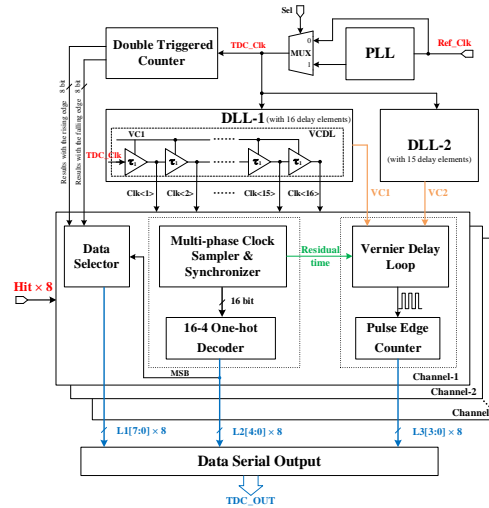 Sel
Double Triggered
Counter
TDC_Clk
0
MUX
1
PLL
Ref_Clk
8 bit
8 bit
Results with the rising edge
Results with the falling edge
DLL-1 (with 16 delay elements)
VC1
VCDL
TDC_Clk
τ1
τ1
τ1
τ1
Clk<1>
Clk<2>
Clk<15>
Clk<16>
DLL-2
(with 15 delay elements)
VC1
VC2
Data
Selector
Multi-phase Clock
Sampler &
Synchronizer
Residual
time
Vernier Delay
Loop
Hit × 8
16 bit
16-4 One-hot
Decoder
Pulse Edge
Counter
MSB
Channel-1
Channel-2
Channel
L1[7:0] × 8
L2[4:0] × 8
L3[3:0] × 8
Data Serial Output
TDC_OUT